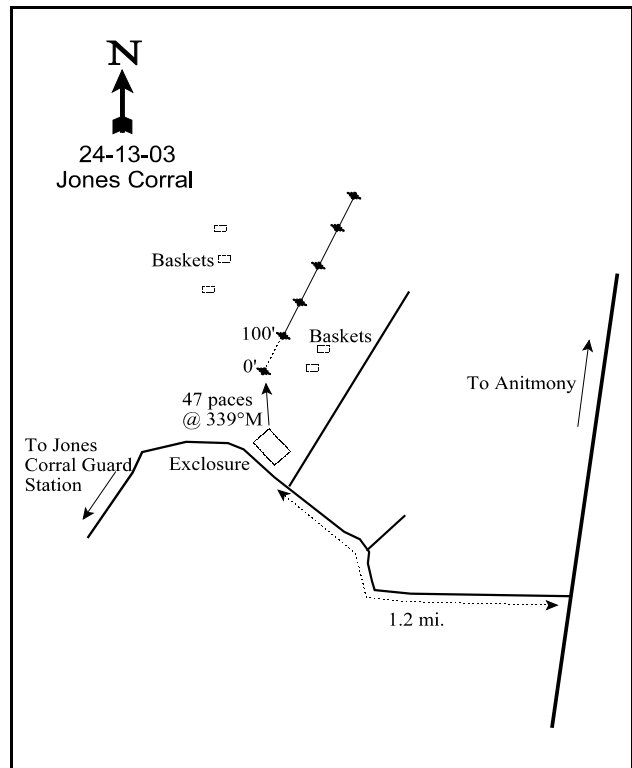 N
24-13-03
Jones Corral
Baskets
100'
Baskets
0'
To Anitmony
47 paces
@ 339°M
To Jones
Corral Guard
Station
Exclosure
1.2 mi.